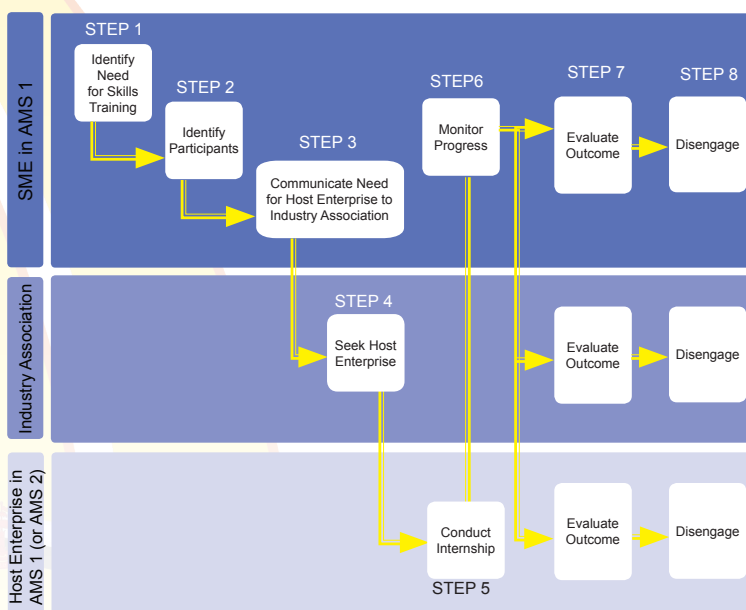 SME in AMS 1
STEP 1
Identify
Need
for Skills
Training
STEP 2
Identify
Participants
STEP 3
Communicate Need
for Host Enterprise to
Industry Association
STEP6
Monitor
Progress
STEP 7
Evaluate
Outcome
STEP 8
Disengage
Industry Association
STEP 4
Seek Host
Enterprise
Evaluate
Outcome
Disengage
Host Enterprise in
AMS 1 (or AMS 2)
Conduct
Internship
STEP 5
Evaluate
Outcome
Disengage